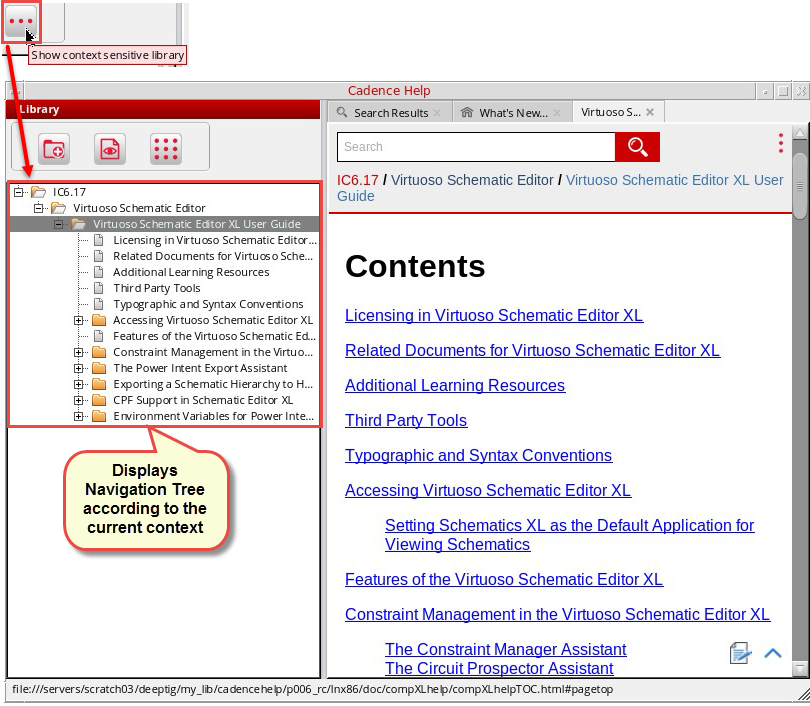 Show context sensitive library
Cadence Help
Library
Search Results
What's New...
Virtuoso S...
Search
IC6.17 / Virtuoso Schematic Editor / Virtuoso Schematic Editor XL User
Guide
IC6.17
Virtuoso Schematic Editor
Virtuoso Schematic Editor XL User Guide
Licensing in Virtuoso Schematic Editor...
Related Documents for Virtuoso Sche...
Additional Learning Resources
Third Party Tools
Typographic and Syntax Conventions
Accessing Virtuoso Schematic Editor XL
Features of the Virtuoso Schematic Ed...
Constraint Management in the Virtuo...
The Power Intent Export Assistant
Exporting a Schematic Hierarchy to H...
CPF Support in Schematic Editor XL
Environment Variables for Power Inte...
Displays
Navigation Tree
according to the
current context
Contents
Licensing in Virtuoso Schematic Editor XL
Related Documents for Virtuoso Schematic Editor XL
Additional Learning Resources
Third Party Tools
Typographic and Syntax Conventions
Accessing Virtuoso Schematic Editor XL
Setting Schematics XL as the Default Application for
Viewing Schematics
Features of the Virtuoso Schematic Editor XL
Constraint Management in the Virtuoso Schematic Editor XL
The Constraint Manager Assistant
The Circuit Prospector Assistant
file:///servers/scratch03/deeptig/my_lib/cadencehelp/p006_rc/lnx86/doc/compXLhelp/compXLhelpTOC.html#pagetop